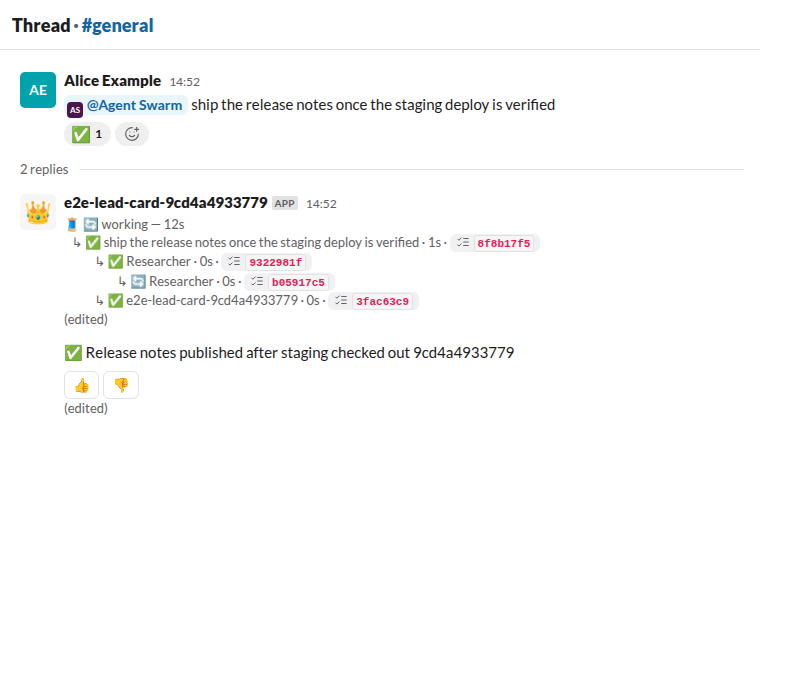 Thread • #general
AE
Alice Example 14:52
AS @Agent Swarm ship the release notes once the staging deploy is verified
✅ 1
2 replies
e2e-lead-card-9cd4a4933779 APP 14:52
🧵 🔄 working — 12s
↳ ✅ ship the release notes once the staging deploy is verified · 1s · 8f8b17f5
↳ ✅ Researcher · 0s · 9322981f
↳ 🔄 Researcher · 0s · b05917c5
↳ ✅ e2e-lead-card-9cd4a4933779 · 0s · 3fac63c9
(edited)
✅ Release notes published after staging checked out 9cd4a4933779
👍 👎
(edited)